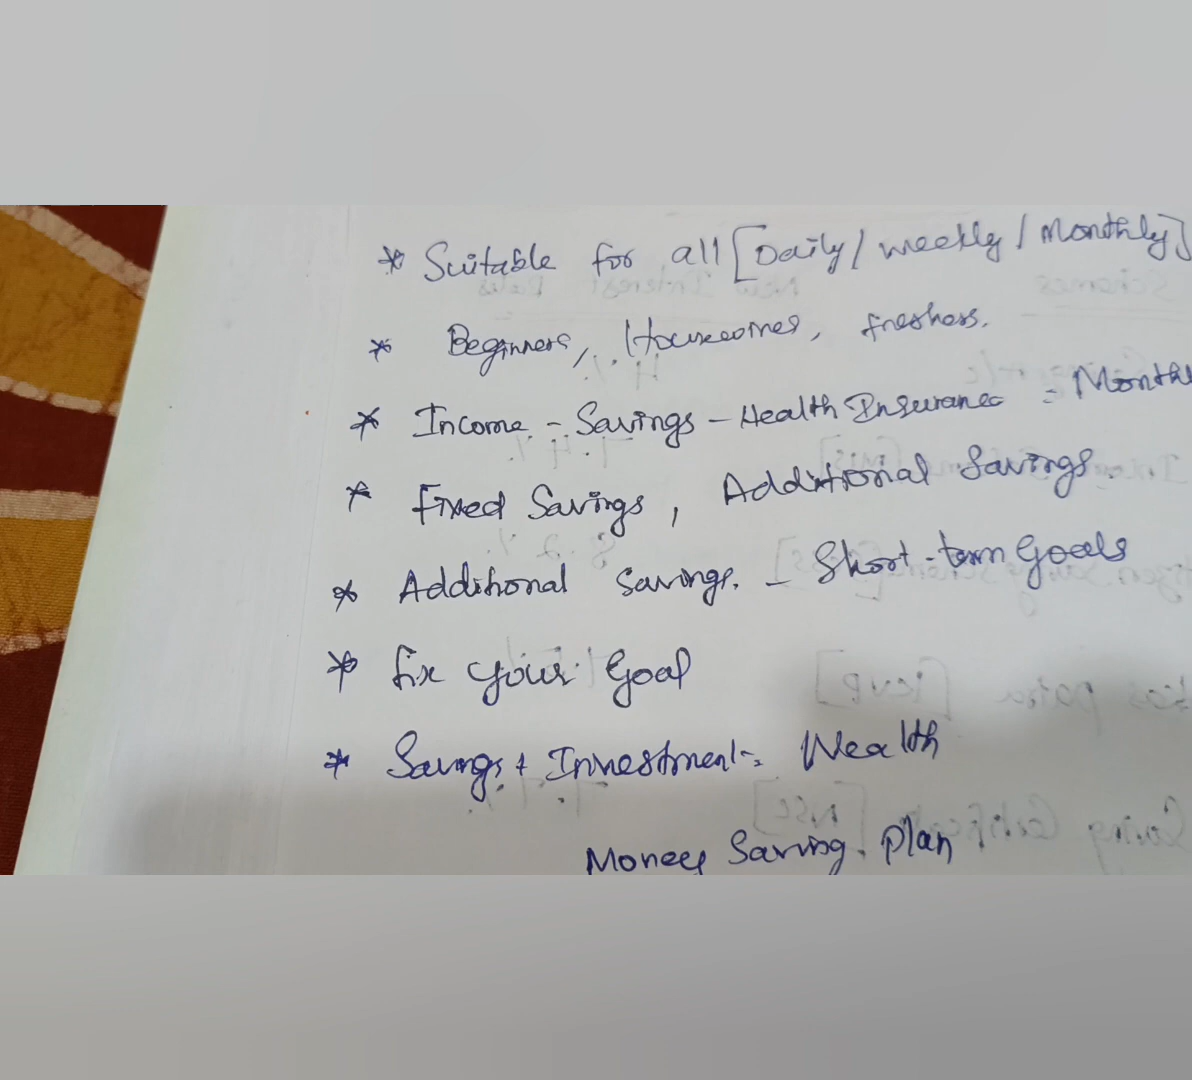 * Suitable for all [Daily/ weekly / Monthly]
* Beginners, Housewives, freshers.
* Income - Savings - Health Insurance = Month
* Fixed Savings, Additional Savings.
* Additional Savings. - Short-term Goals
* fix your Goal
* Savings + Investment = Wealth
Money Saving Plan